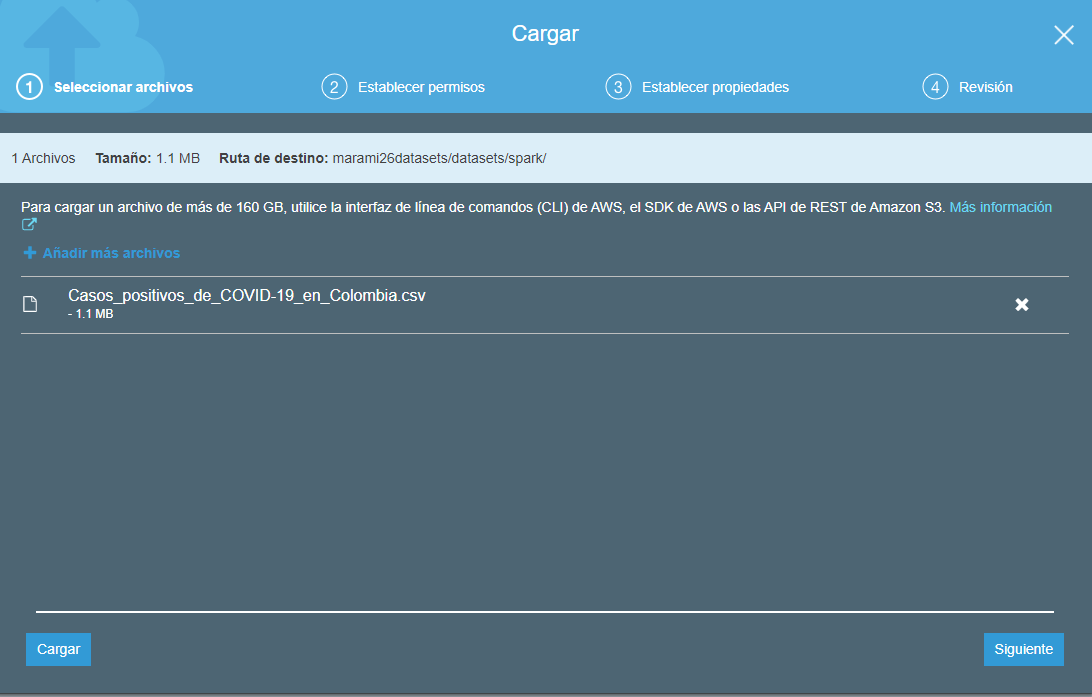 Cargar
1 Seleccionar archivos
2 Establecer permisos
3 Establecer propiedades
4 Revisión
1 Archivos Tamaño: 1.1 MB Ruta de destino: marami26datasets/datasets/spark/
Para cargar un archivo de más de 160 GB, utilice la interfaz de línea de comandos (CLI) de AWS, el SDK de AWS o las API de REST de Amazon S3. Más información
Añadir más archivos
Casos_positivos_de_COVID-19_en_Colombia.csv
- 1.1 MB
Cargar
Siguiente